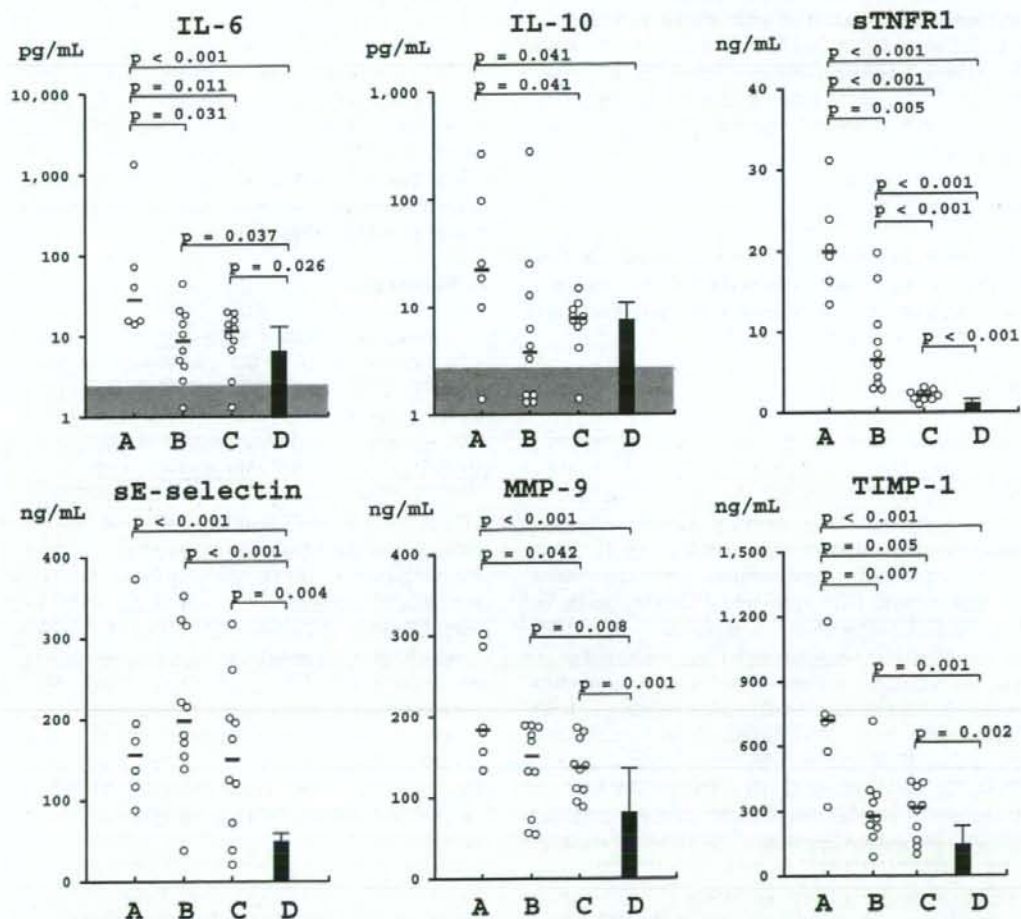 IL-6
pg/mL
p < 0.001
p = 0.011
p = 0.031
10,000
1,000
100
10
1
p = 0.037
p = 0.026
A B C D
IL-10
pg/mL
p = 0.041
p = 0.041
1,000
100
10
1
A B C D
sTNFR1
ng/mL
p < 0.001
p < 0.001
p = 0.005
40
30
20
10
0
p < 0.001
p < 0.001
p < 0.001
A B C D
sE-selectin
ng/mL
p < 0.001
p < 0.001
p = 0.004
400
300
200
100
0
A B C D
MMP-9
ng/mL
p < 0.001
p = 0.042
400
300
200
100
0
p = 0.008
p = 0.001
A B C D
TIMP-1
ng/mL
p < 0.001
p = 0.005
p = 0.007
1,500
1,200
900
600
300
0
p = 0.001
p = 0.002
A B C D